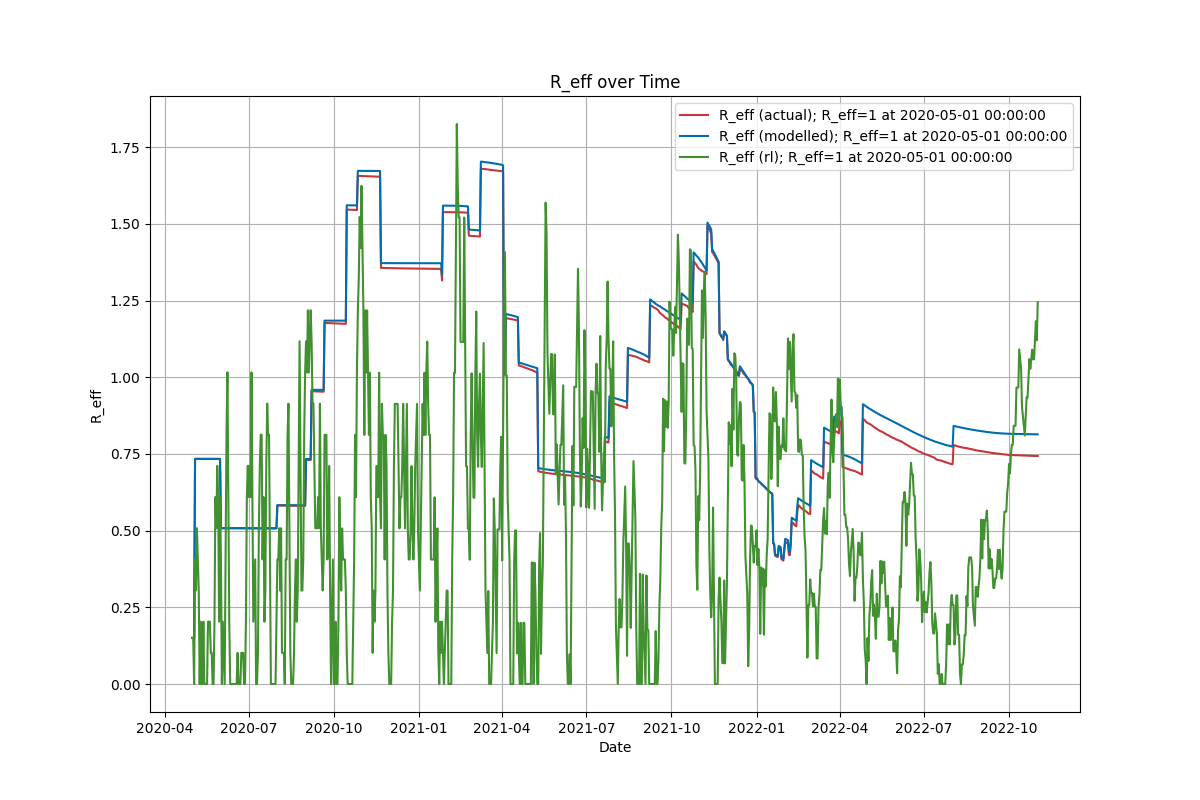 R_eff over Time
R_eff (actual); R_eff=1 at 2020-05-01 00:00:00
R_eff (modelled); R_eff=1 at 2020-05-01 00:00:00
R_eff (rl); R_eff=1 at 2020-05-01 00:00:00
1.75
1.50
1.25
1.00
0.75
0.50
0.25
0.00
R_eff
2020-04 2020-07 2020-10 2021-01 2021-04 2021-07 2021-10 2022-01 2022-04 2022-07 2022-10
Date